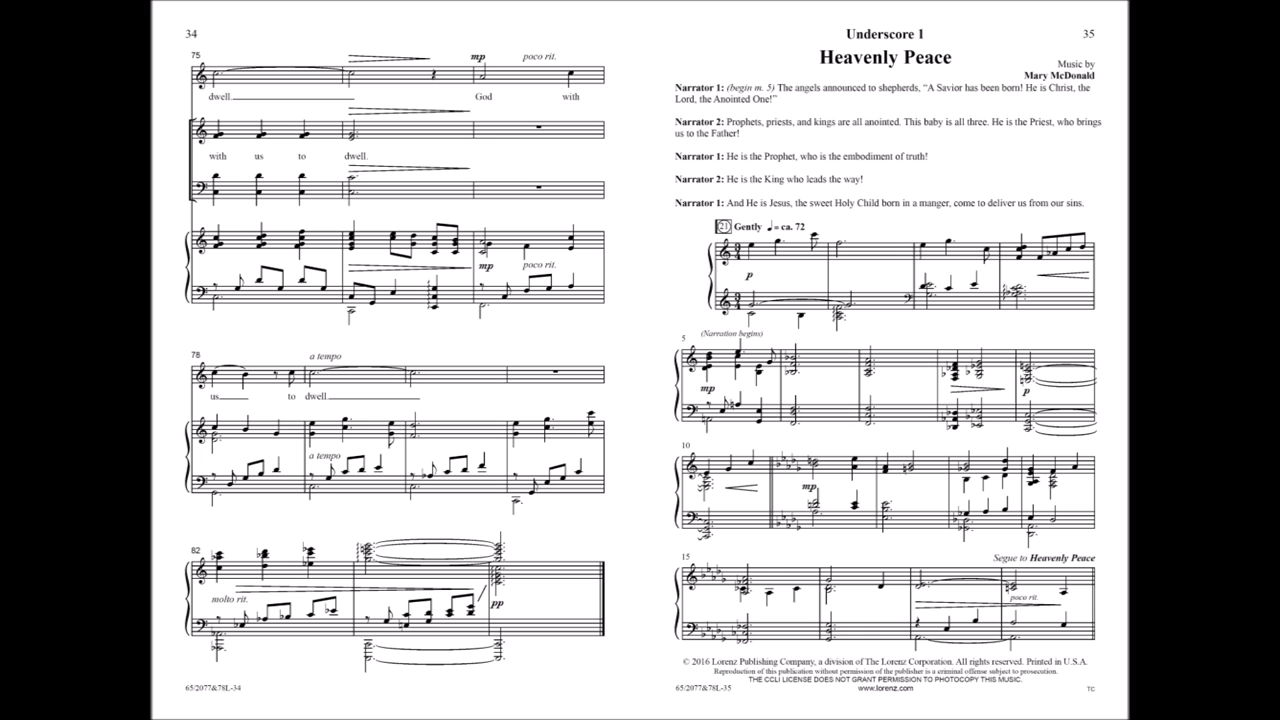 34
75
mp
poco rit.
dwell.
God
with
with us to dwell.
mp
poco rit.
78
a tempo
us
to
dwell.
a tempo
82
molto rit.
pp
65/2077&78L-34
Underscore 1
35
Heavenly Peace
Music by
Mary McDonald
Narrator 1: (begin m. 5) The angels announced to shepherds, “A Savior has been born! He is Christ, the
Lord, the Anointed One!”
Narrator 2: Prophets, priests, and kings are all anointed. This baby is all three. He is the Priest, who brings
us to the Father!
Narrator 1: He is the Prophet, who is the embodiment of truth!
Narrator 2: He is the King who leads the way!
Narrator 1: And He is Jesus, the sweet Holy Child born in a manger, come to deliver us from our sins.
21 Gently ♩= ca. 72
p
(Narration begins)
5
mp
p
10
mp
15
Segue to Heavenly Peace
poco rit.
© 2016 Lorenz Publishing Company, a division of The Lorenz Corporation. All rights reserved. Printed in U.S.A.
Reproduction of this publication without permission of the publisher is a criminal offense subject to prosecution.
THE CCLI LICENSE DOES NOT GRANT PERMISSION TO PHOTOCOPY THIS MUSIC.
65/2077&78L-35
www.lorenz.com
TC